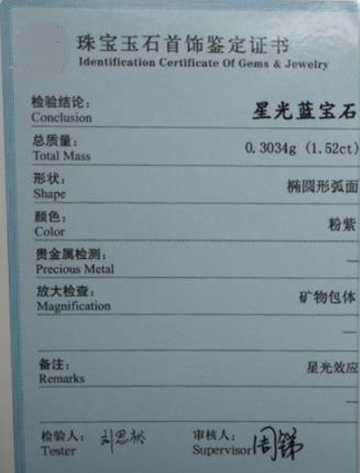 珠宝玉石首饰鉴定证书
Identification Certificate Of Gems & Jewelry
检验结论: 星光蓝宝石
Conclusion
总质量: 0.3034g (1.52ct)
Total Mass
形状: 椭圆形弧面
Shape
颜色: 粉紫
Color
贵金属检测: —
Precious Metal
放大检查: 矿物包体
Magnification
—
备注: 星光效应
Remarks
—
检验人: 审核人:
Tester Supervisor